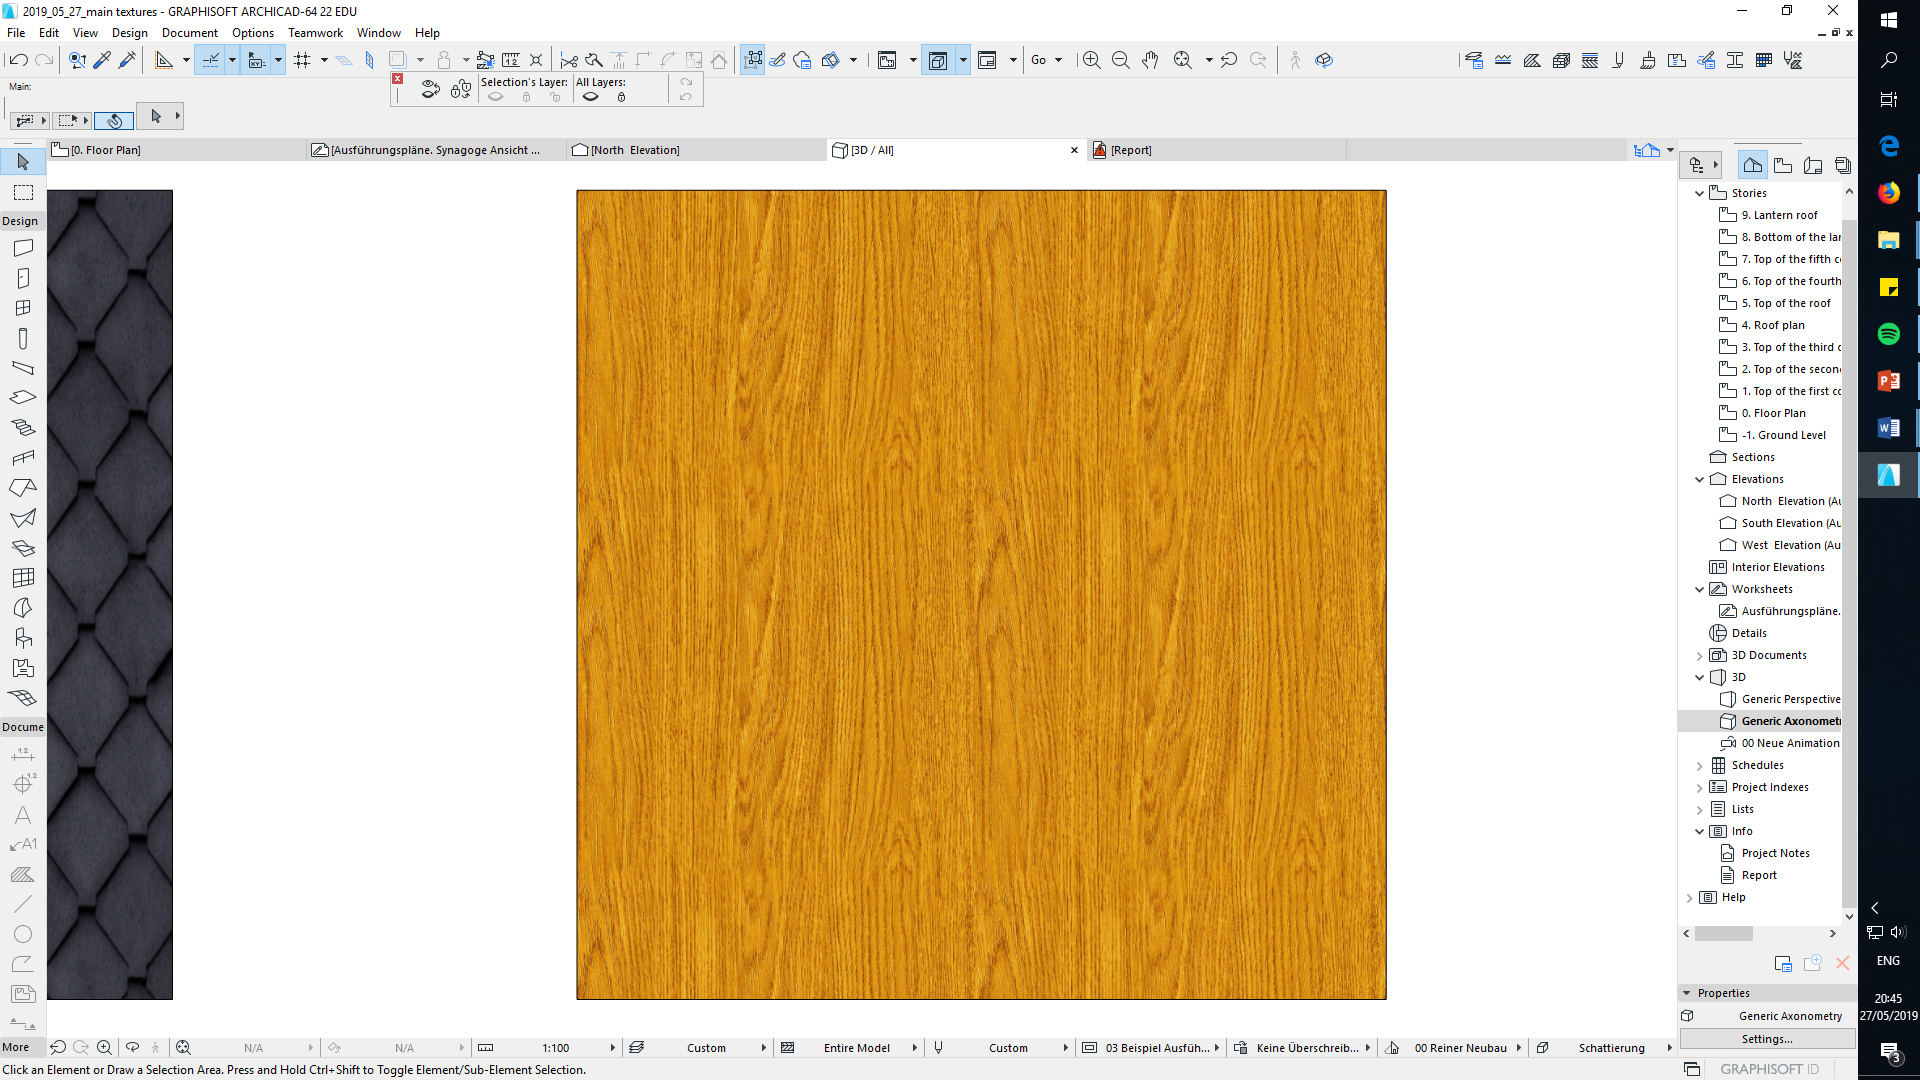 2019_05_27_main textures - GRAPHISOFT ARCHICAD-64 22 EDU
File Edit View Design Document Options Teamwork Window Help
Go
Main:
Selection's Layer: All Layers:
[0. Floor Plan]
[Ausführungspläne. Synagoge Ansicht ...
[North Elevation]
[3D / All]
[Report]
Design
Docume
More
Stories
9. Lantern roof
8. Bottom of the lar
7. Top of the fifth c
6. Top of the fourth
5. Top of the roof
4. Roof plan
3. Top of the third c
2. Top of the secon
1. Top of the first cc
0. Floor Plan
-1. Ground Level
Sections
Elevations
North Elevation (Au
South Elevation (Au
West Elevation (Au
Interior Elevations
Worksheets
Ausführungspläne.
Details
3D Documents
3D
Generic Perspective
Generic Axonomet
00 Neue Animation
Schedules
Project Indexes
Lists
Info
Project Notes
Report
Help
Properties
Generic Axonometry
Settings...
N/A
N/A
1:100
Custom
Entire Model
Custom
03 Beispiel Ausfüh...
Keine Überschreib...
00 Reiner Neubau
Schattierung
Click an Element or Draw a Selection Area. Press and Hold Ctrl+Shift to Toggle Element/Sub-Element Selection.
GRAPHISOFT ID
ENG
20:45
27/05/2019
3